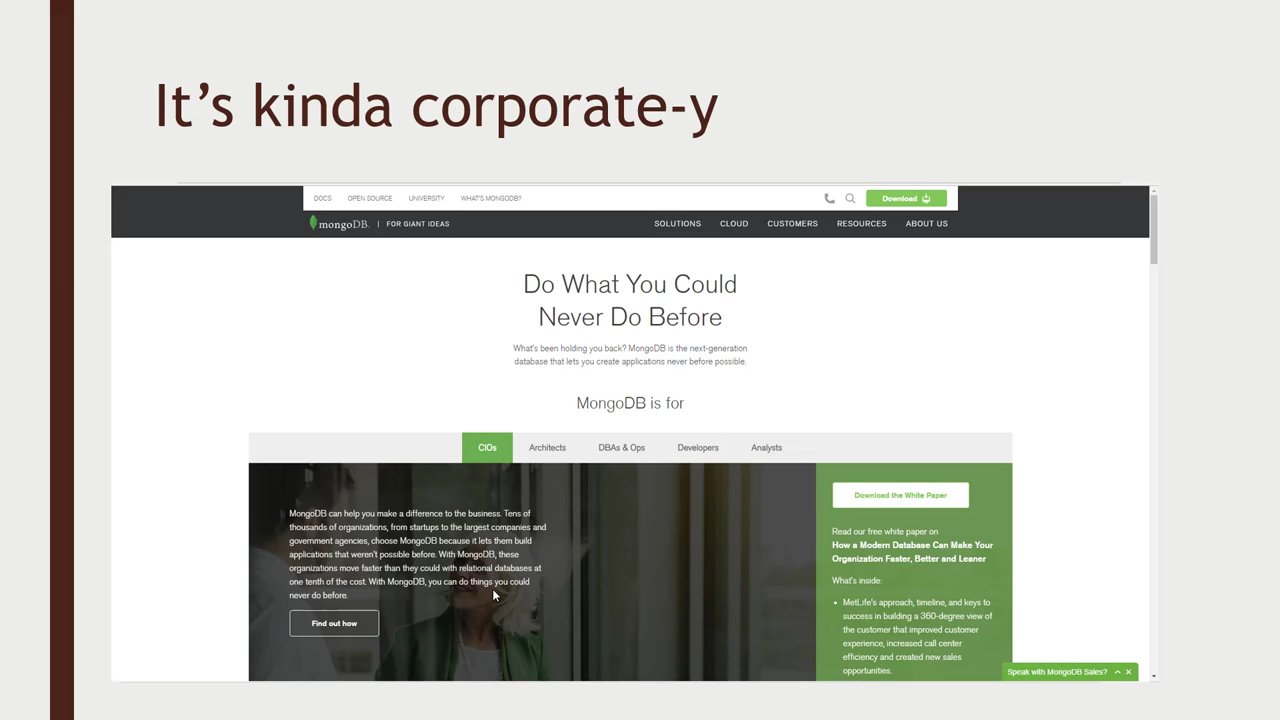 It's kinda corporate-y
DOCS OPEN SOURCE UNIVERSITY WHAT'S MONGODB?
Download
mongoDB. | FOR GIANT IDEAS
SOLUTIONS CLOUD CUSTOMERS RESOURCES ABOUT US
Do What You Could
Never Do Before
What's been holding you back? MongoDB is the next-generation
database that lets you create applications never before possible.
MongoDB is for
CIOs Architects DBAs & Ops Developers Analysts
MongoDB can help you make a difference to the business. Tens of
thousands of organizations, from startups to the largest companies and
government agencies, choose MongoDB because it lets them build
applications that weren't possible before. With MongoDB, these
organizations move faster than they could with relational databases at
one tenth of the cost. With MongoDB, you can do things you could
never do before.
Find out how
Download the White Paper
Read our free white paper on
How a Modern Database Can Make Your
Organization Faster, Better and Leaner
What's inside:
• MetLife's approach, timeline, and keys to
success in building a 360-degree view of
the customer that improved customer
experience, increased call center
efficiency and created new sales
opportunities.
Speak with MongoDB Sales?